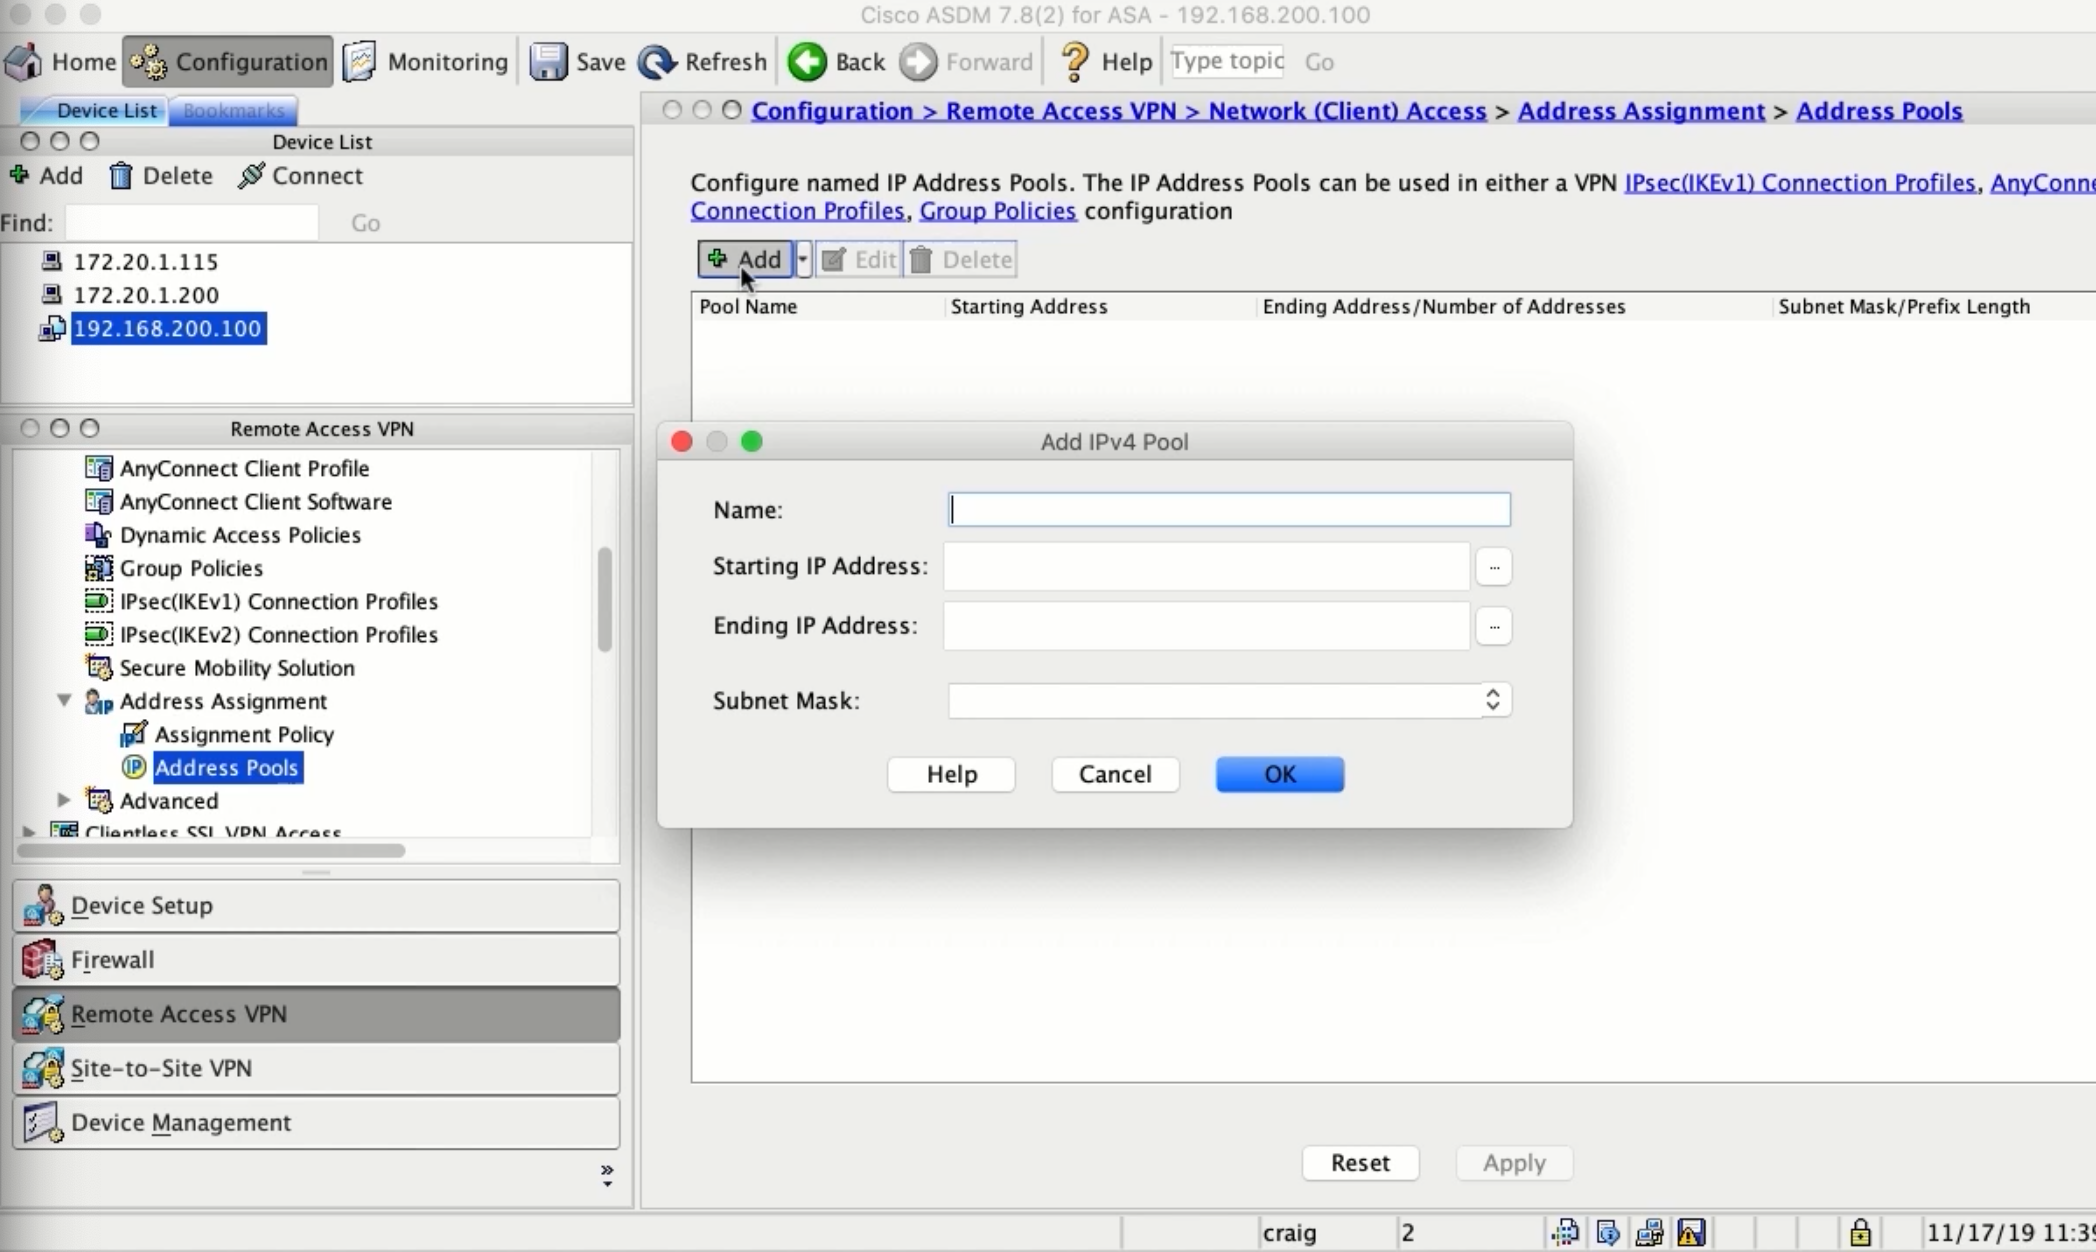 Cisco ASDM 7.8(2) for ASA - 192.168.200.100
Home Configuration Monitoring Save Refresh Back Forward Help Type topic Go
Device List Bookmarks
Device List
Add Delete Connect
Find: Go
172.20.1.115
172.20.1.200
192.168.200.100
Remote Access VPN
AnyConnect Client Profile
AnyConnect Client Software
Dynamic Access Policies
Group Policies
IPsec(IKEv1) Connection Profiles
IPsec(IKEv2) Connection Profiles
Secure Mobility Solution
Address Assignment
Assignment Policy
Address Pools
Advanced
Clientless SSL VPN Access
Device Setup
Firewall
Remote Access VPN
Site-to-Site VPN
Device Management
Configuration > Remote Access VPN > Network (Client) Access > Address Assignment > Address Pools
Configure named IP Address Pools. The IP Address Pools can be used in either a VPN IPsec(IKEv1) Connection Profiles, AnyConne
Connection Profiles, Group Policies configuration
Add Edit Delete
Pool Name Starting Address Ending Address/Number of Addresses Subnet Mask/Prefix Length
Add IPv4 Pool
Name:
Starting IP Address: ...
Ending IP Address: ...
Subnet Mask:
Help Cancel OK
Reset Apply
craig 2 11/17/19 11:39